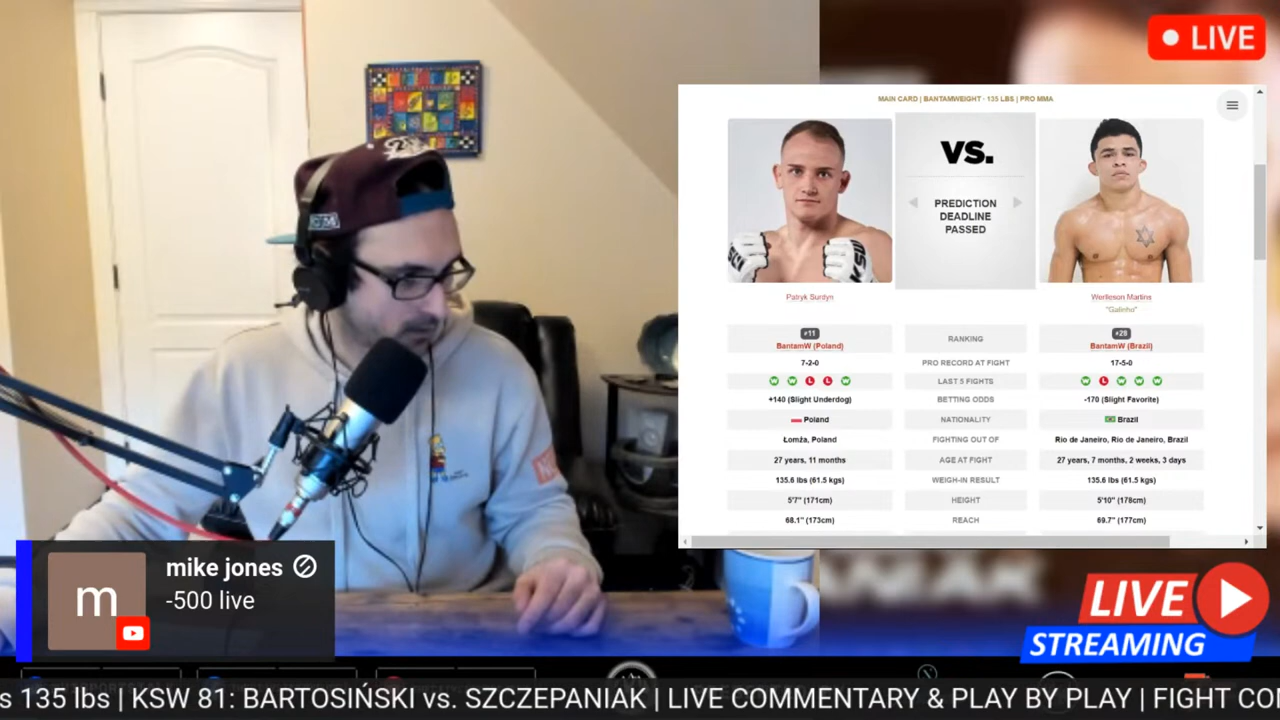 LIVE
MAIN CARD | BANTAMWEIGHT · 135 LBS | PRO MMA
VS.
PREDICTION
DEADLINE
PASSED
Patryk Surdyn
Werlleson Martins
"Galinho"
#11
BantamW (Poland)
RANKING
#28
BantamW (Brazil)
7-2-0
PRO RECORD AT FIGHT
17-5-0
W W L L W
LAST 5 FIGHTS
W L W W W
+140 (Slight Underdog)
BETTING ODDS
-170 (Slight Favorite)
Poland
NATIONALITY
Brazil
Łomża, Poland
FIGHTING OUT OF
Rio de Janeiro, Rio de Janeiro, Brazil
27 years, 11 months
AGE AT FIGHT
27 years, 7 months, 2 weeks, 3 days
135.6 lbs (61.5 kgs)
WEIGH-IN RESULT
135.6 lbs (61.5 kgs)
5'7" (171cm)
HEIGHT
5'10" (178cm)
68.1" (173cm)
REACH
69.7" (177cm)
m
mike jones
-500 live
LIVE
STREAMING
s 135 lbs | KSW 81: BARTOSIŃSKI vs. SZCZEPANIAK | LIVE COMMENTARY & PLAY BY PLAY | FIGHT CO